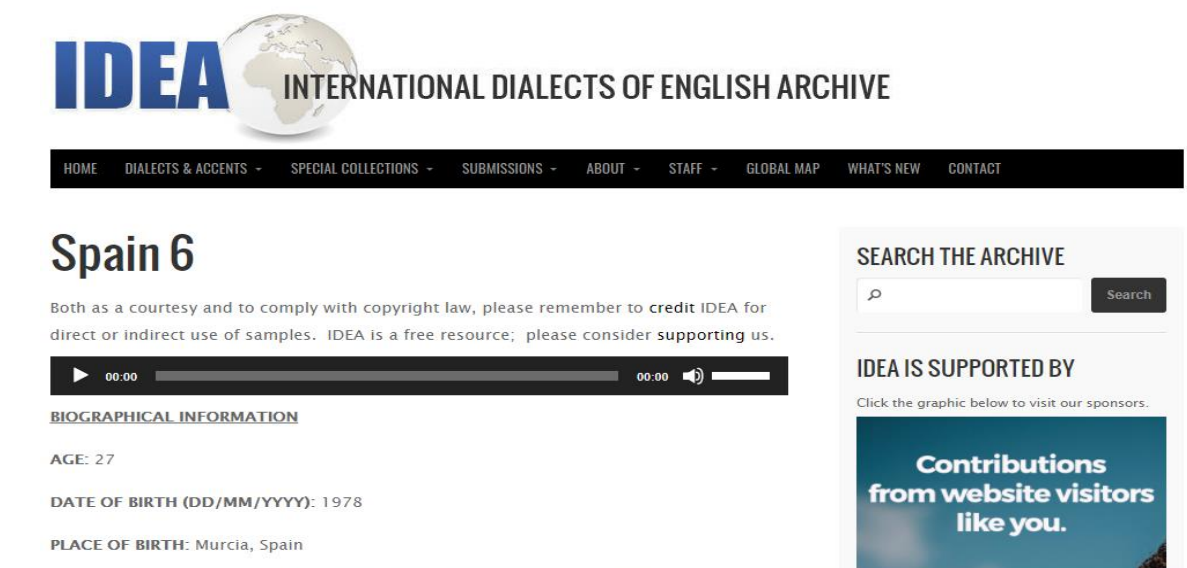 IDEA
INTERNATIONAL DIALECTS OF ENGLISH ARCHIVE
HOME DIALECTS & ACCENTS SPECIAL COLLECTIONS SUBMISSIONS ABOUT STAFF GLOBAL MAP WHAT'S NEW CONTACT
Spain 6
Both as a courtesy and to comply with copyright law, please remember to credit IDEA for
direct or indirect use of samples. IDEA is a free resource; please consider supporting us.
00:00 00:00
BIOGRAPHICAL INFORMATION
AGE: 27
DATE OF BIRTH (DD/MM/YYYY): 1978
PLACE OF BIRTH: Murcia, Spain
SEARCH THE ARCHIVE
Search
IDEA IS SUPPORTED BY
Click the graphic below to visit our sponsors.
Contributions
from website visitors
like you.